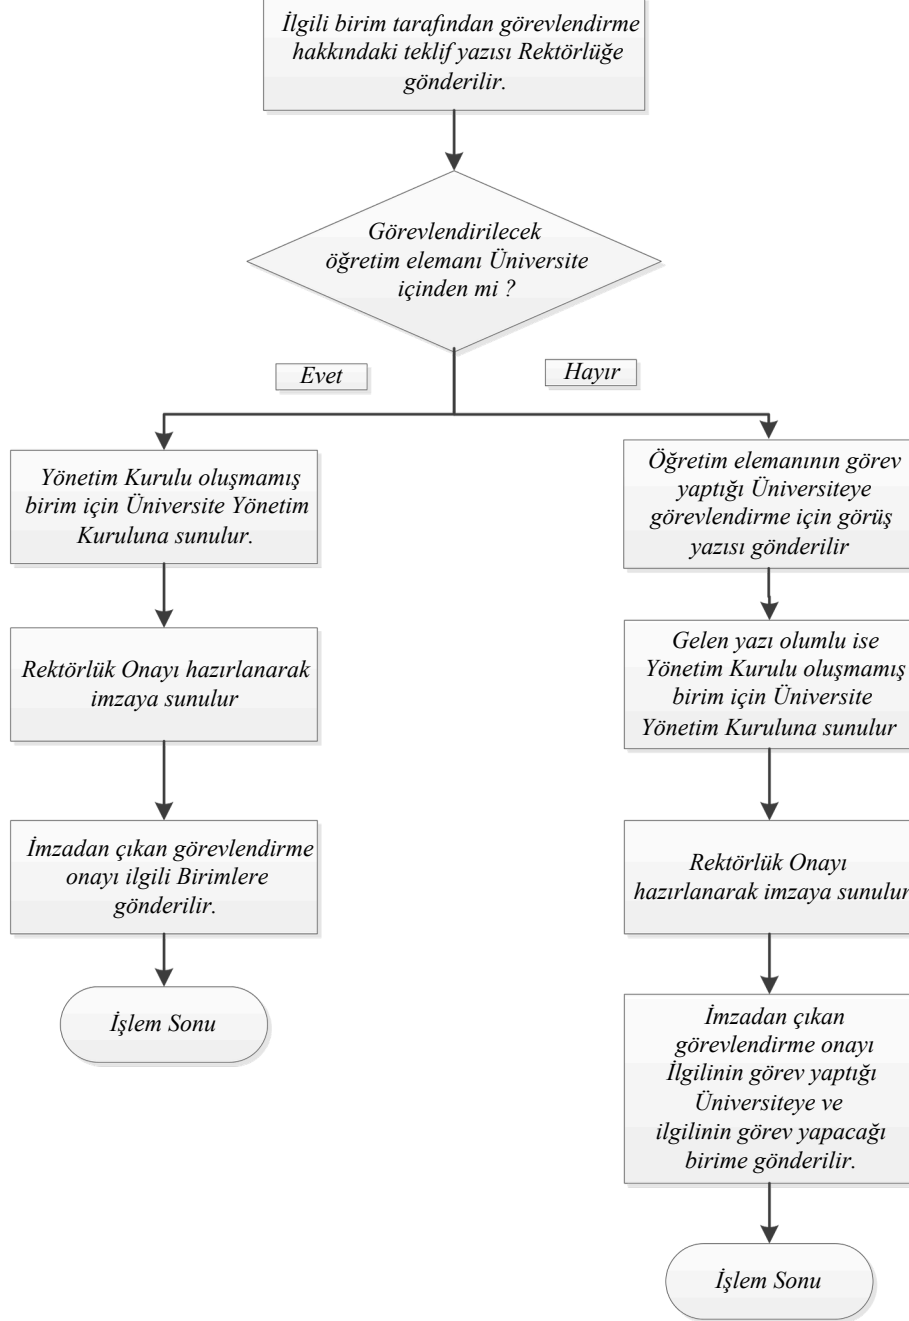 İlgili birim tarafından görevlendirme
hakkındaki teklif yazısı Rektörlüğe
gönderilir.
Görevlendirilecek
öğretim elemanı Üniversite
içinden mi ?
Evet
Hayır
Yönetim Kurulu oluşmamış
birim için Üniversite Yönetim
Kuruluna sunulur.
Rektörlük Onayı hazırlanarak
imzaya sunulur
İmzadan çıkan görevlendirme
onayı ilgili Birimlere
gönderilir.
İşlem Sonu
Öğretim elemanının görev
yaptığı Üniversiteye
görevlendirme için görüş
yazısı gönderilir
Gelen yazı olumlu ise
Yönetim Kurulu oluşmamış
birim için Üniversite
Yönetim Kuruluna sunulur
Rektörlük Onayı
hazırlanarak imzaya sunulur
İmzadan çıkan
görevlendirme onayı
İlgilinin görev yaptığı
Üniversiteye ve
ilgilinin görev yapacağı
birime gönderilir.
İşlem Sonu